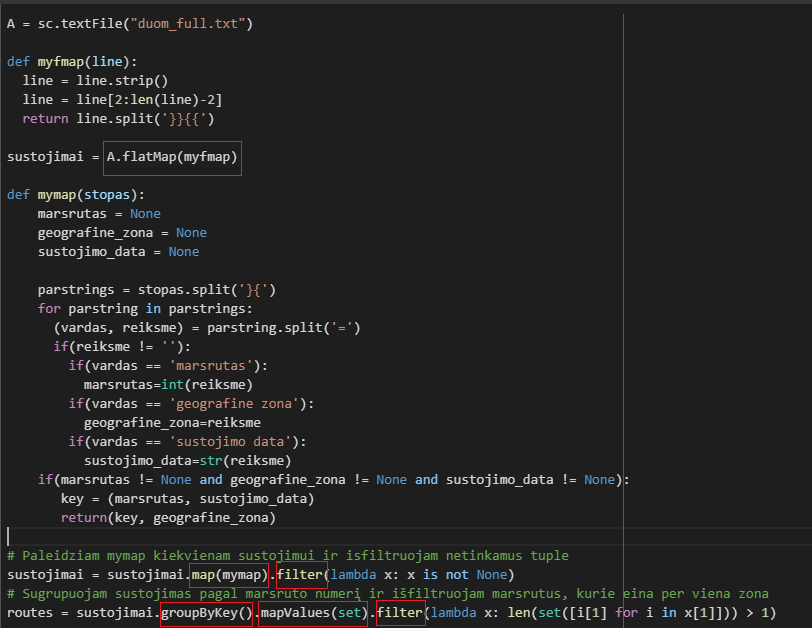 A = sc.textFile("duom_full.txt")
def myfmap(line):
  line = line.strip()
  line = line[2:len(line)-2]
  return line.split('}}{{')
sustojimai = A.flatMap(myfmap)
def mymap(stopas):
    marsrutas = None
    geografine_zona = None
    sustojimo_data = None
    parstrings = stopas.split('}{')
    for parstring in parstrings:
      (vardas, reiksme) = parstring.split('=')
      if(reiksme != ''):
        if(vardas == 'marsrutas'):
          marsrutas=int(reiksme)
        if(vardas == 'geografine zona'):
          geografine_zona=reiksme
        if(vardas == 'sustojimo data'):
          sustojimo_data=str(reiksme)
    if(marsrutas != None and geografine_zona != None and sustojimo_data != None):
       key = (marsrutas, sustojimo_data)
       return(key, geografine_zona)
# Paleidziam mymap kiekvienam sustojimui ir isfiltruojam netinkamus tuple
sustojimai = sustojimai.map(mymap).filter(lambda x: x is not None)
# Sugrupuojam sustojimas pagal marsruto numerį ir išfiltruojam marsrutus, kurie eina per viena zona
routes = sustojimai.groupByKey().mapValues(set).filter(lambda x: len(set([i[1] for i in x[1]])) > 1)